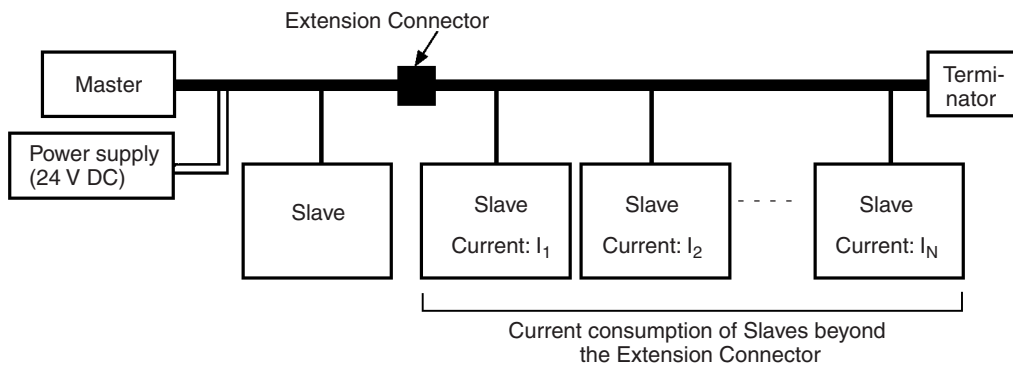 Extension Connector
Master
Termi-
nator
Power supply
(24 V DC)
Slave
Slave
Current: I₁
Slave
Current: I₂
Slave
Current: I_N
Current consumption of Slaves beyond
the Extension Connector